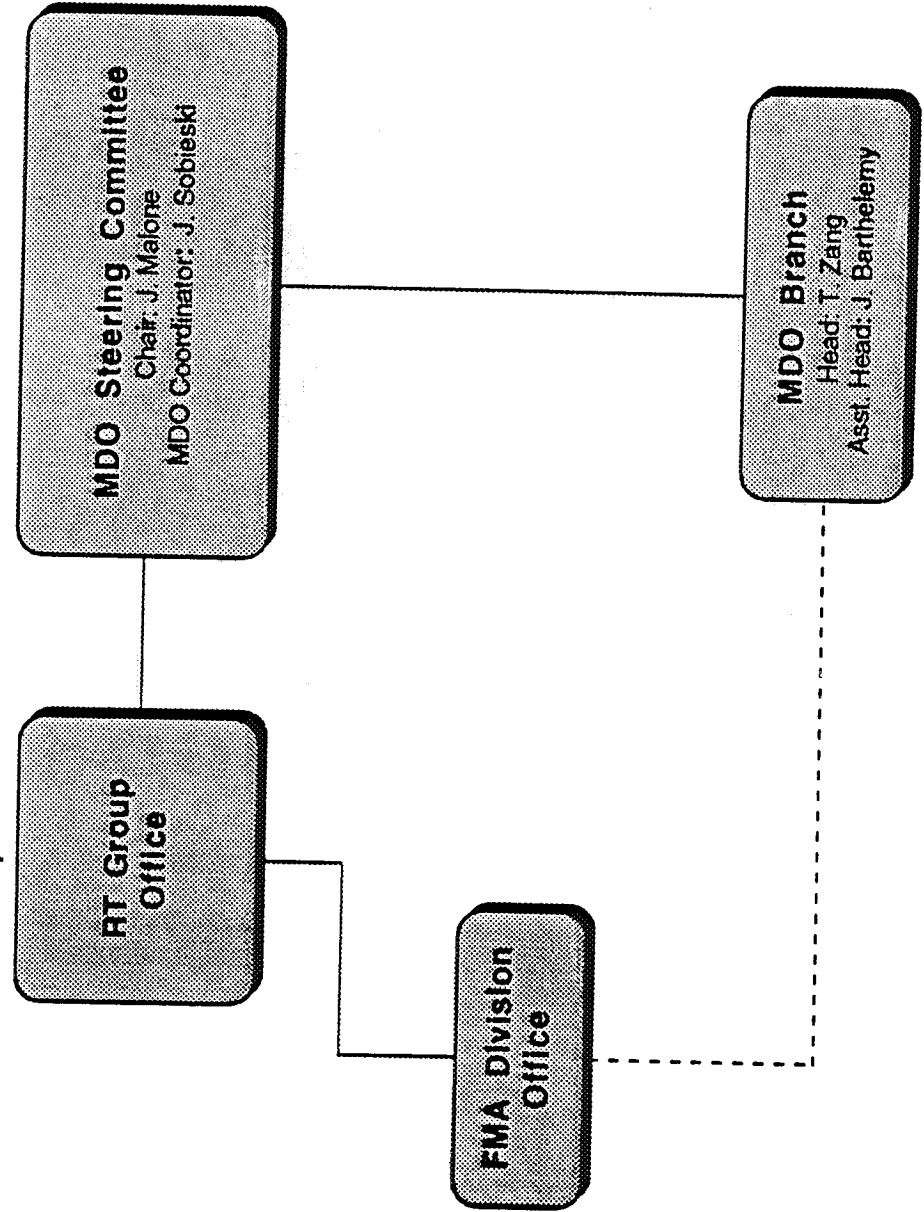 RT Group
Office
MDO Steering Committee
Chair: J. Malone
MDO Coordinator: J. Sobieski
FMA Division
Office
MDO Branch
Head: T. Zang
Asst. Head: J. Barthelemy